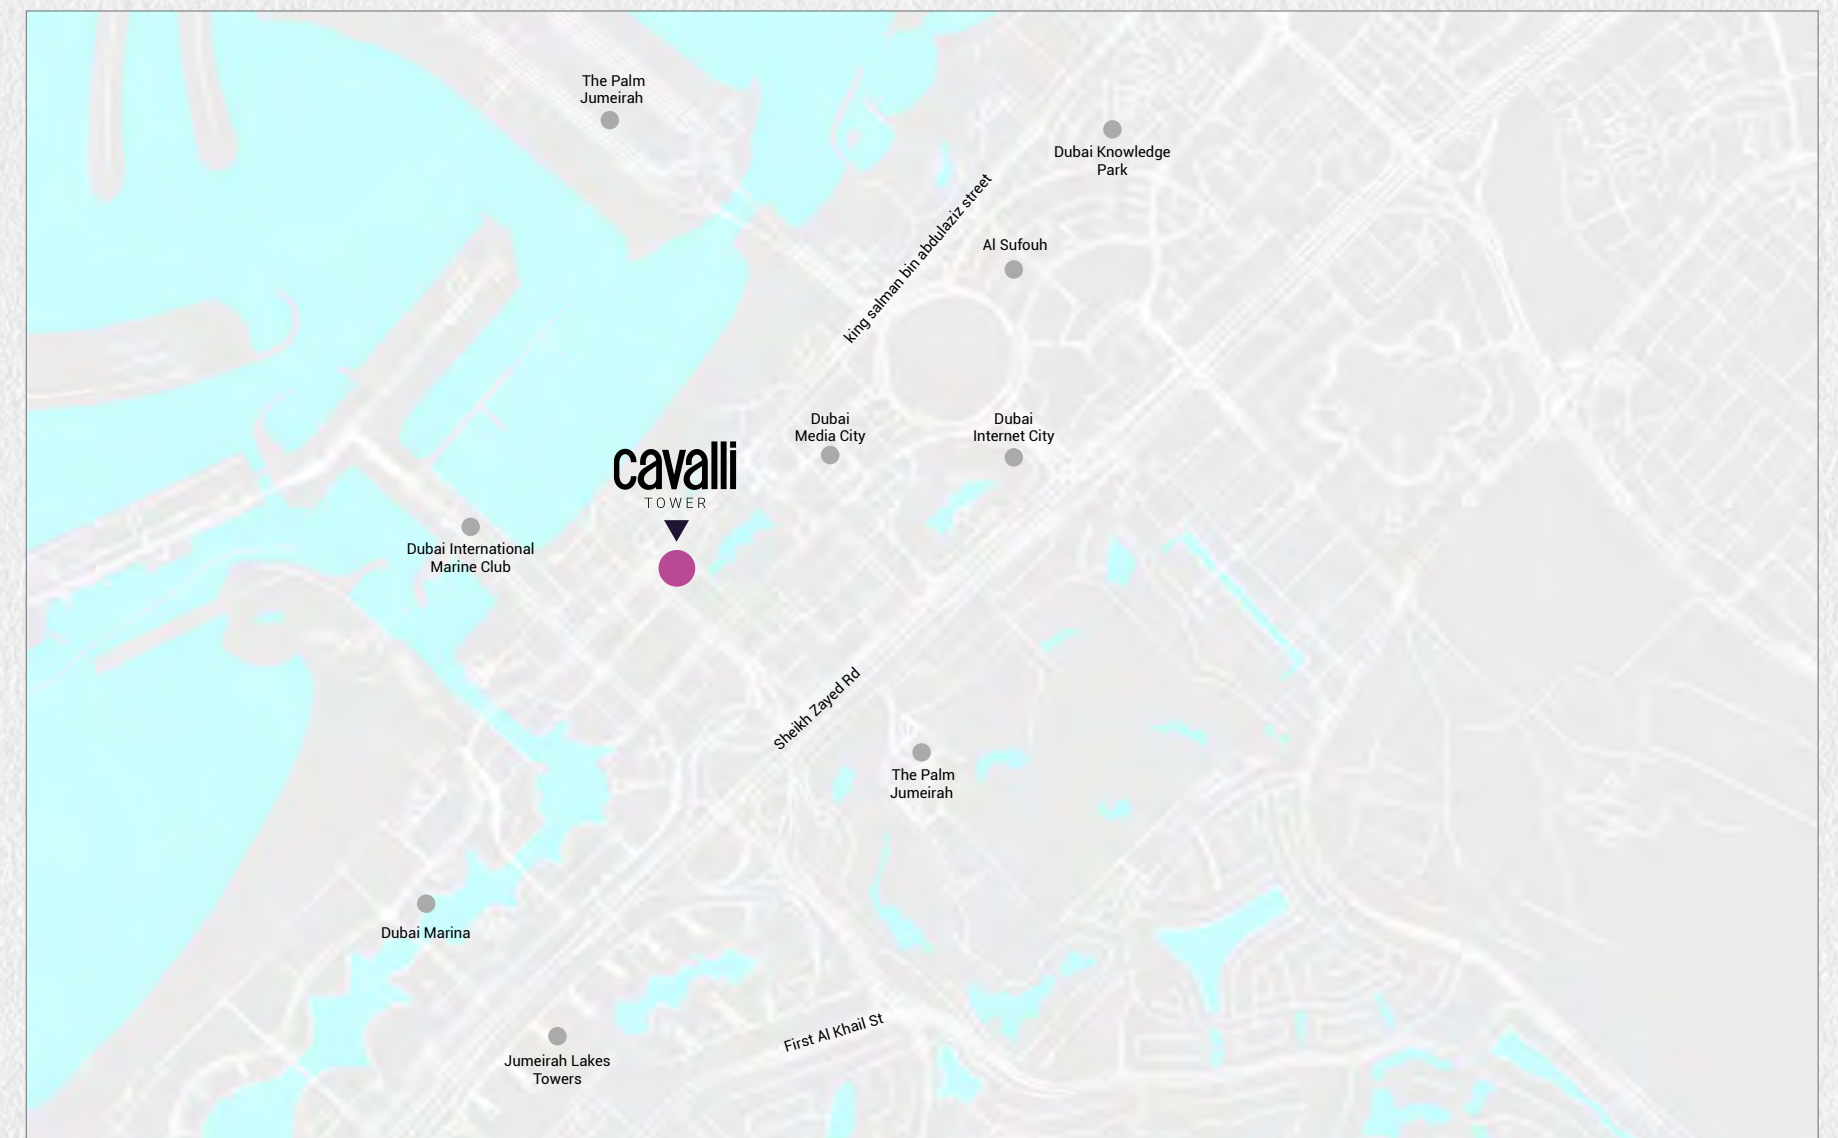 The Palm
Jumeirah
Dubai Knowledge
Park
king salman bin abdulaziz street
Al Sufouh
Dubai
Media City
Dubai
Internet City
cavalli
TOWER
Dubai International
Marine Club
Sheikh Zayed Rd
The Palm
Jumeirah
Dubai Marina
First Al Khail St
Jumeirah Lakes
Towers